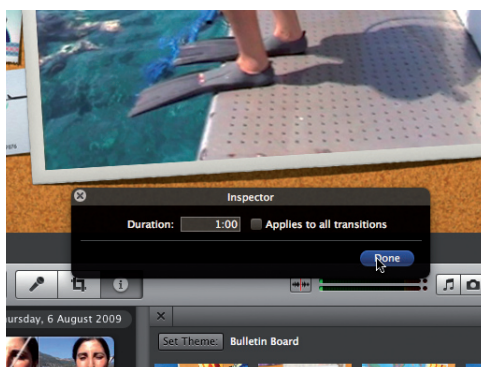 Inspector
Duration: 1:00 Applies to all transitions
Done
ursday, 6 August 2009
Set Theme: Bulletin Board